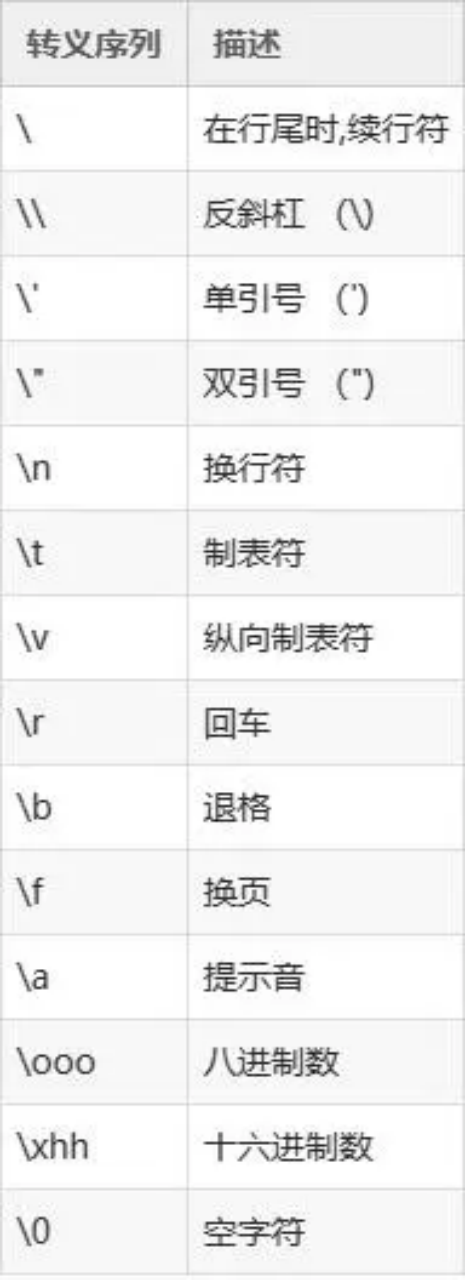 转义序列 描述
\ 在行尾时,续行符
\\ 反斜杠 (\)
\' 单引号 (')
\" 双引号 (")
\n 换行符
\t 制表符
\v 纵向制表符
\r 回车
\b 退格
\f 换页
\a 提示音
\ooo 八进制数
\xhh 十六进制数
\0 空字符